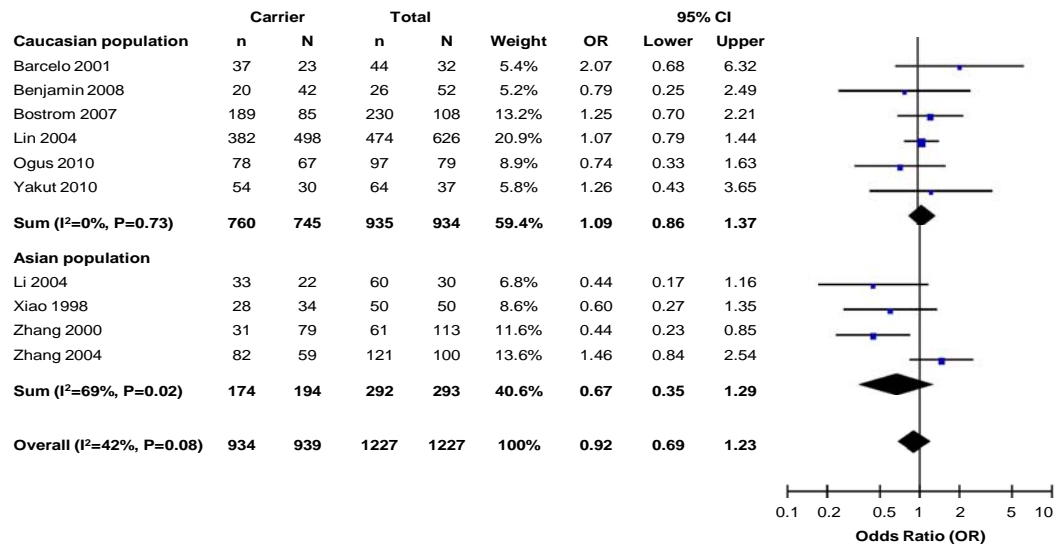 Carrier Total 95% CI
Caucasian population n N n N Weight OR Lower Upper
Barcelo 2001 37 23 44 32 5.4% 2.07 0.68 6.32
Benjamin 2008 20 42 26 52 5.2% 0.79 0.25 2.49
Bostrom 2007 189 85 230 108 13.2% 1.25 0.70 2.21
Lin 2004 382 498 474 626 20.9% 1.07 0.79 1.44
Ogus 2010 78 67 97 79 8.9% 0.74 0.33 1.63
Yakut 2010 54 30 64 37 5.8% 1.26 0.43 3.65
Sum (I²=0%, P=0.73) 760 745 935 934 59.4% 1.09 0.86 1.37
Asian population
Li 2004 33 22 60 30 6.8% 0.44 0.17 1.16
Xiao 1998 28 34 50 50 8.6% 0.60 0.27 1.35
Zhang 2000 31 79 61 113 11.6% 0.44 0.23 0.85
Zhang 2004 82 59 121 100 13.6% 1.46 0.84 2.54
Sum (I²=69%, P=0.02) 174 194 292 293 40.6% 0.67 0.35 1.29
Overall (I²=42%, P=0.08) 934 939 1227 1227 100% 0.92 0.69 1.23
0.1 0.2 0.5 1 2 5 10
Odds Ratio (OR)